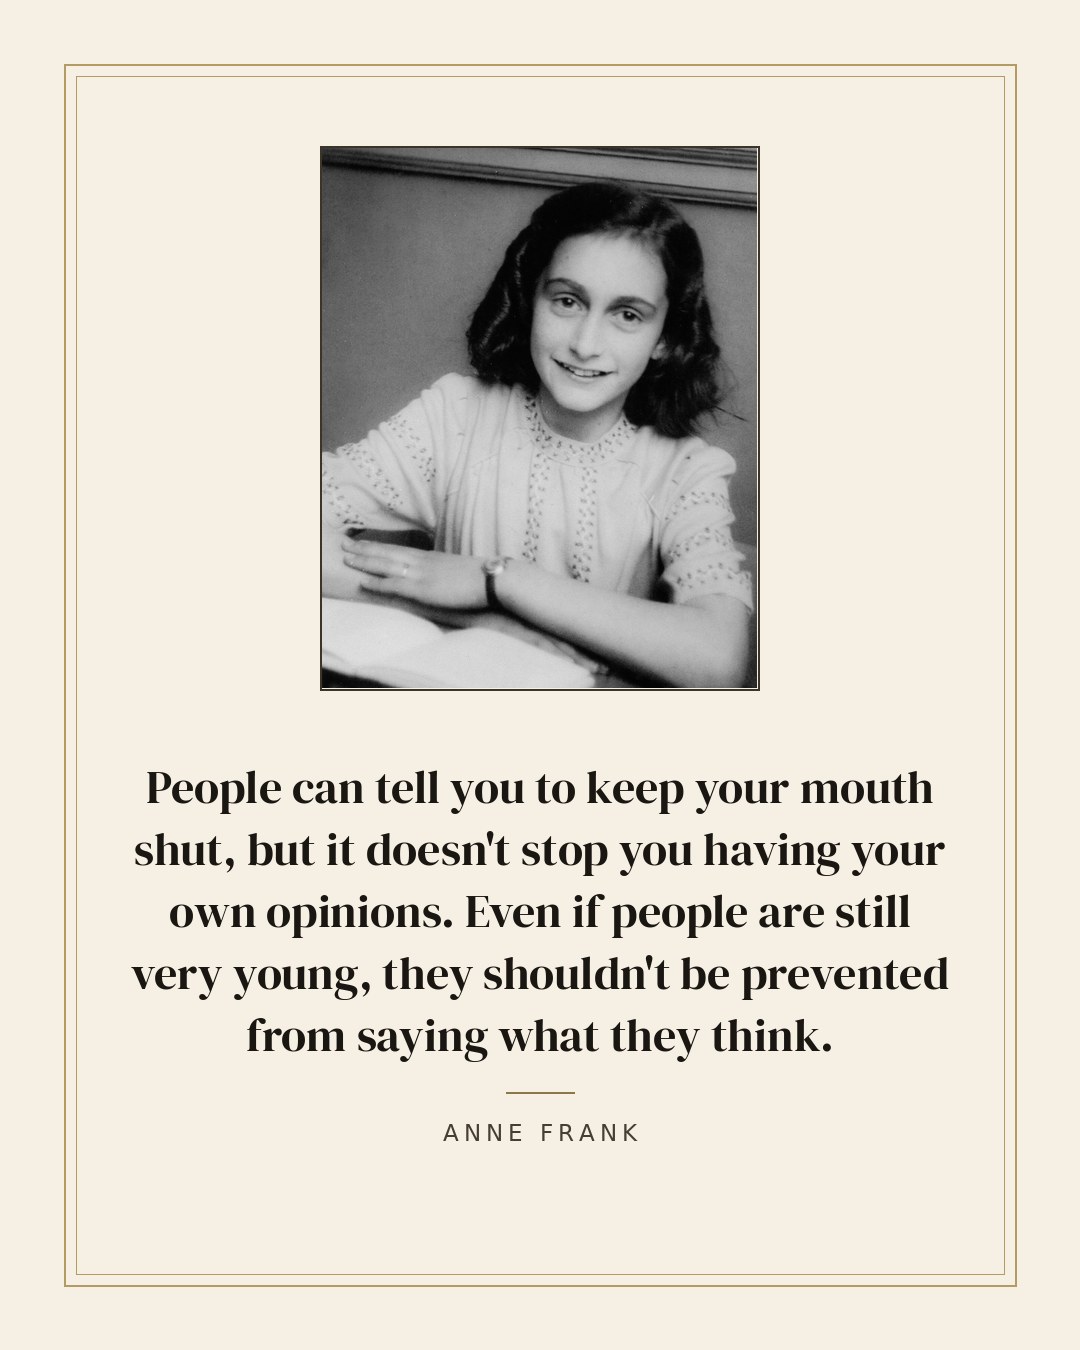 People can tell you to keep your mouth
shut, but it doesn't stop you having your
own opinions. Even if people are still
very young, they shouldn't be prevented
from saying what they think.
ANNE FRANK